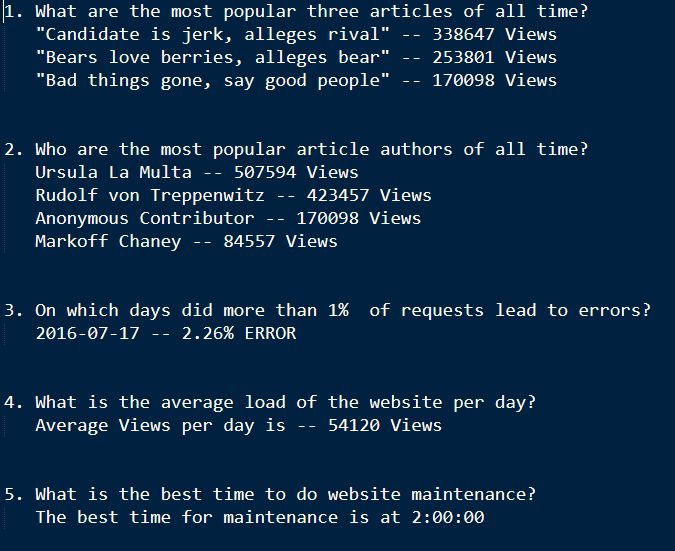 1. What are the most popular three articles of all time?
"Candidate is jerk, alleges rival" -- 338647 Views
"Bears love berries, alleges bear" -- 253801 Views
"Bad things gone, say good people" -- 170098 Views
2. Who are the most popular article authors of all time?
Ursula La Multa -- 507594 Views
Rudolf von Treppenwitz -- 423457 Views
Anonymous Contributor -- 170098 Views
Markoff Chaney -- 84557 Views
3. On which days did more than 1%  of requests lead to errors?
2016-07-17 -- 2.26% ERROR
4. What is the average load of the website per day?
Average Views per day is -- 54120 Views
5. What is the best time to do website maintenance?
The best time for maintenance is at 2:00:00